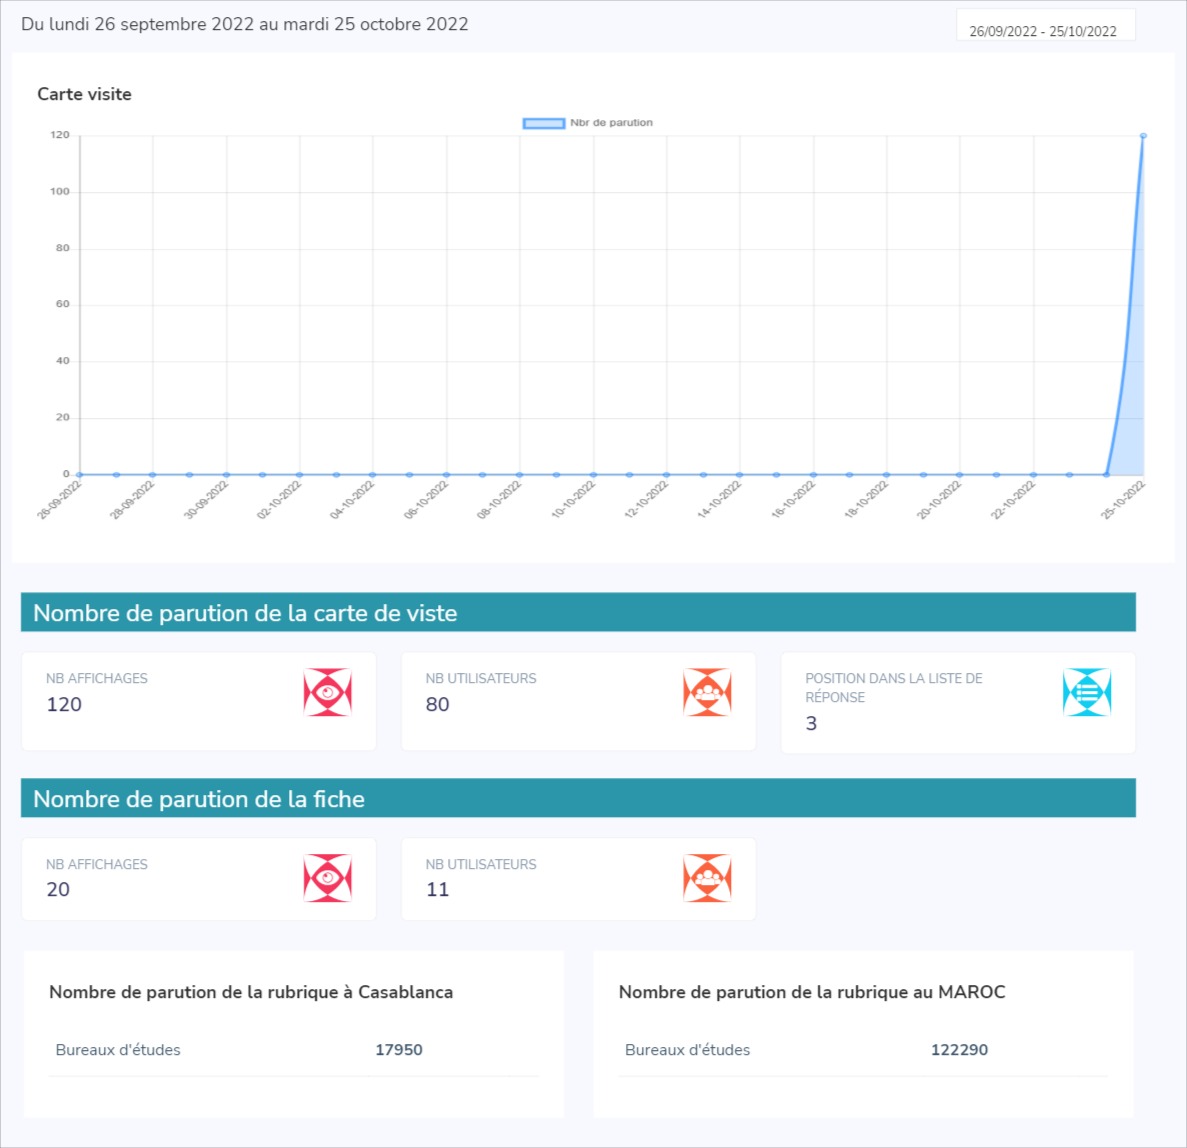 Du lundi 26 septembre 2022 au mardi 25 octobre 2022
26/09/2022 - 25/10/2022
Carte visite
Nbr de parution
120
100
80
60
40
20
0
26-09-2022
28-09-2022
30-09-2022
02-10-2022
04-10-2022
06-10-2022
08-10-2022
10-10-2022
12-10-2022
14-10-2022
16-10-2022
18-10-2022
20-10-2022
22-10-2022
25-10-2022
Nombre de parution de la carte de viste
NB AFFICHAGES
120
NB UTILISATEURS
80
POSITION DANS LA LISTE DE
RÉPONSE
3
Nombre de parution de la fiche
NB AFFICHAGES
20
NB UTILISATEURS
11
Nombre de parution de la rubrique à Casablanca
Bureaux d'études 17950
Nombre de parution de la rubrique au MAROC
Bureaux d'études 122290